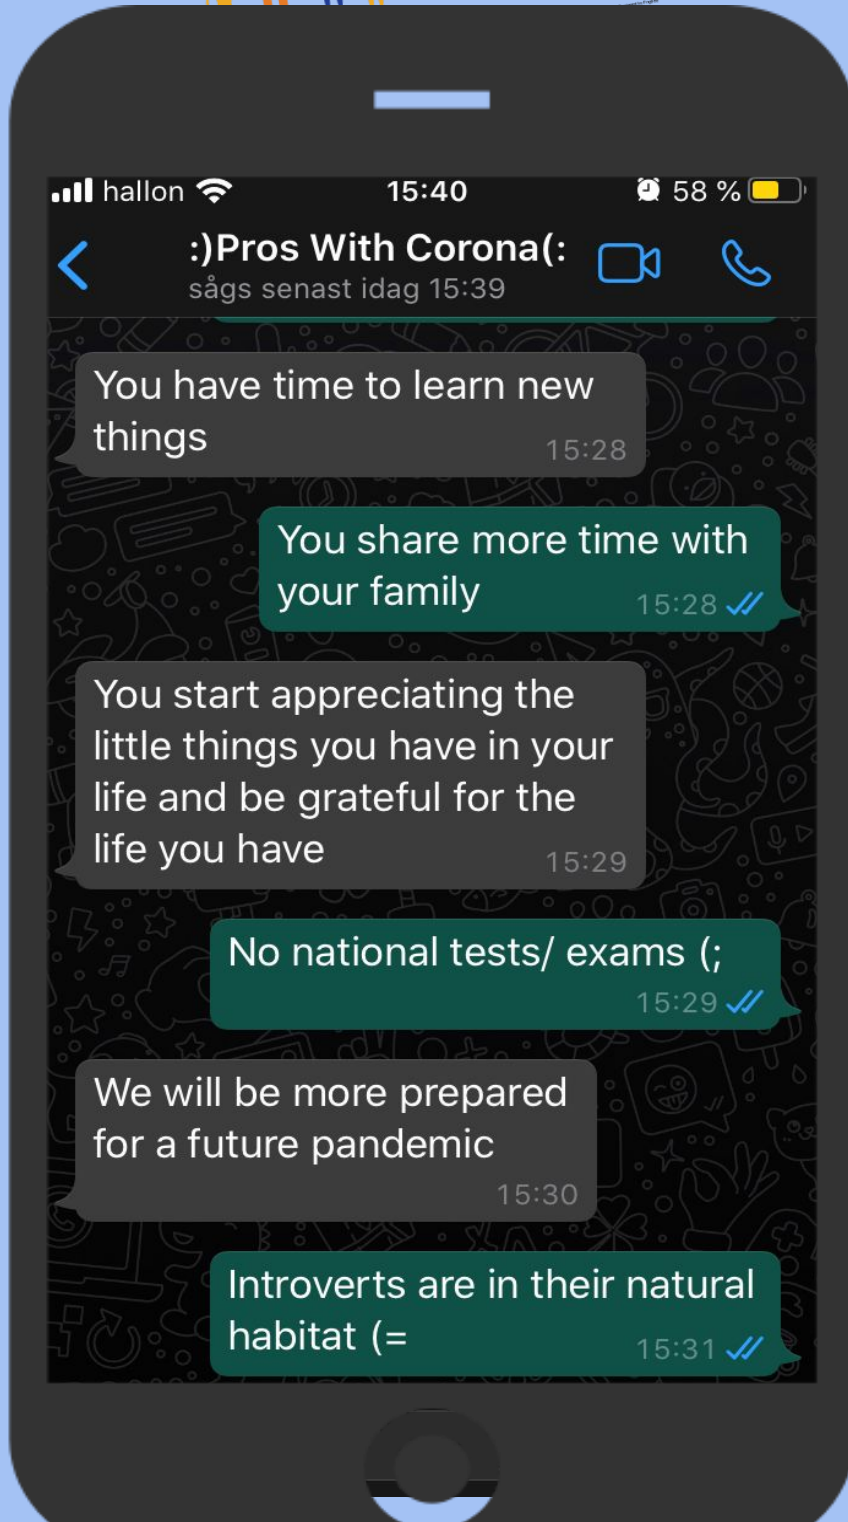 hallon 15:40 58 %
:)Pros With Corona(:
sågs senast idag 15:39
You have time to learn new
things 15:28
You share more time with
your family 15:28
You start appreciating the
little things you have in your
life and be grateful for the
life you have 15:29
No national tests/ exams (;
15:29
We will be more prepared
for a future pandemic
15:30
Introverts are in their natural
habitat (= 15:31